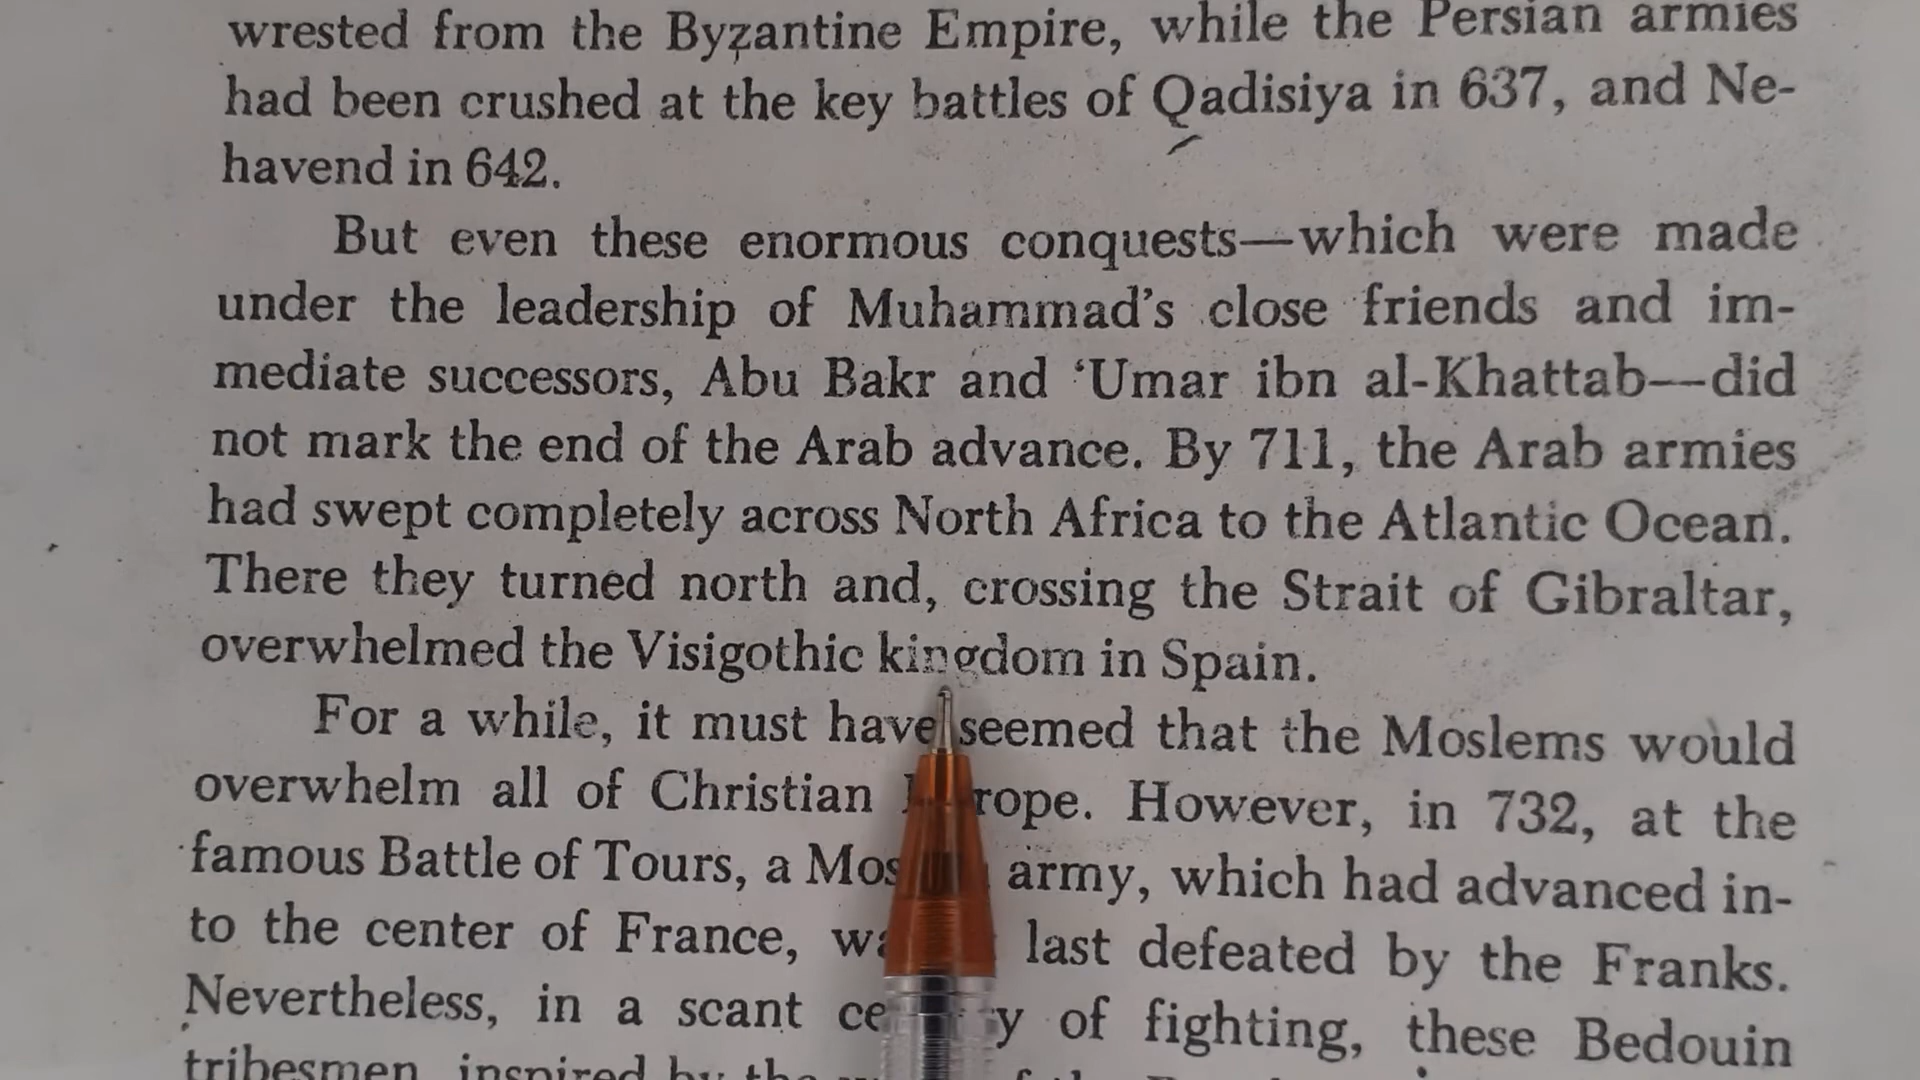 wrested from the Byzantine Empire, while the Persian armies
had been crushed at the key battles of Qadisiya in 637, and Ne-
havend in 642.
But even these enormous conquests—which were made
under the leadership of Muhammad's close friends and im-
mediate successors, Abu Bakr and ‘Umar ibn al-Khattab—did
not mark the end of the Arab advance. By 711, the Arab armies
had swept completely across North Africa to the Atlantic Ocean.
There they turned north and, crossing the Strait of Gibraltar,
overwhelmed the Visigothic kingdom in Spain.
For a while, it must have seemed that the Moslems would
overwhelm all of Christian rope. However, in 732, at the
famous Battle of Tours, a Mos army, which had advanced in-
to the center of France, wa last defeated by the Franks.
Nevertheless, in a scant ce y of fighting, these Bedouin
tribesmen, inspired by the